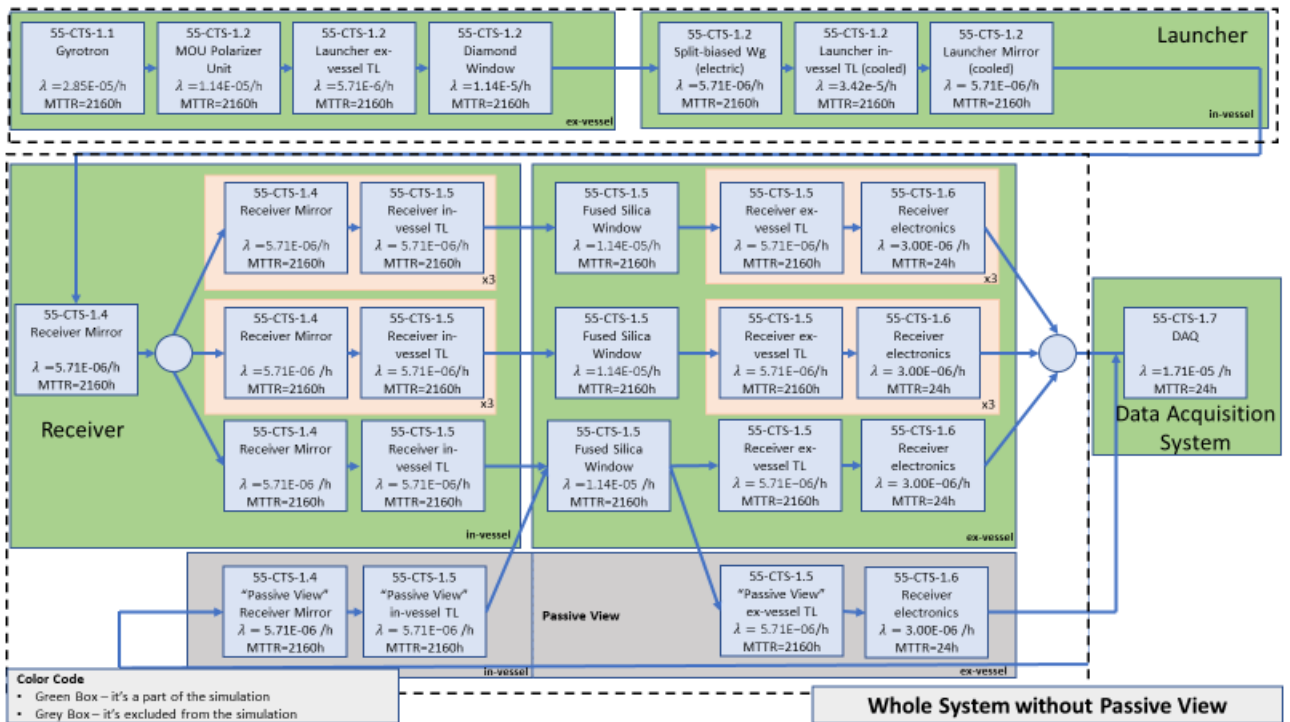 55-CTS-1.1
Gyrotron
λ =2.85E-05/h
MTTR=2160h
55-CTS-1.2
MOU Polarizer
Unit
λ =1.14E-05/h
MTTR=2160h
55-CTS-1.2
Launcher ex-
vessel TL
λ =5.71E-6/h
MTTR=2160h
55-CTS-1.2
Diamond
Window
λ =1.14E-5/h
MTTR=2160h
ex-vessel
55-CTS-1.2
Split-biased Wg
(electric)
λ =5.71E-06/h
MTTR=2160h
55-CTS-1.2
Launcher in-
vessel TL (cooled)
λ =3.42e-5/h
MTTR=2160h
55-CTS-1.2
Launcher Mirror
(cooled)
λ = 5.71E-06/h
MTTR=2160h
Launcher
in-vessel
55-CTS-1.4
Receiver Mirror
λ =5.71E-06/h
MTTR=2160h
Receiver
55-CTS-1.4
Receiver Mirror
λ =5.71E-06/h
MTTR=2160h
55-CTS-1.5
Receiver in-
vessel TL
λ = 5.71E-06/h
MTTR=2160h
x3
55-CTS-1.5
Fused Silica
Window
λ =1.14E-05/h
MTTR=2160h
55-CTS-1.5
Receiver ex-
vessel TL
λ = 5.71E-06/h
MTTR=2160h
55-CTS-1.6
Receiver
electronics
λ =3.00E-06 /h
MTTR=24h
x3
55-CTS-1.4
Receiver Mirror
λ =5.71E-06 /h
MTTR=2160h
55-CTS-1.5
Receiver in-
vessel TL
λ = 5.71E-06/h
MTTR=2160h
x3
55-CTS-1.5
Fused Silica
Window
λ =1.14E-05/h
MTTR=2160h
55-CTS-1.5
Receiver ex-
vessel TL
λ = 5.71E-06/h
MTTR=2160h
55-CTS-1.6
Receiver
electronics
λ = 3.00E-06/h
MTTR=24h
x3
55-CTS-1.4
Receiver Mirror
λ =5.71E-06 /h
MTTR=2160h
55-CTS-1.5
Receiver in-
vessel TL
λ = 5.71E-06/h
MTTR=2160h
in-vessel
55-CTS-1.5
Fused Silica
Window
λ =1.14E-05 /h
MTTR=2160h
55-CTS-1.5
Receiver ex-
vessel TL
λ = 5.71E-06/h
MTTR=2160h
55-CTS-1.6
Receiver
electronics
λ = 3.00E-06/h
MTTR=24h
ex-vessel
55-CTS-1.7
DAQ
λ =1.71E-05 /h
MTTR=24h
Data Acquisition
System
55-CTS-1.4
"Passive View"
Receiver Mirror
λ = 5.71E-06 /h
MTTR=2160h
55-CTS-1.5
"Passive View"
in-vessel TL
λ = 5.71E-06 /h
MTTR=2160h
in-vessel
Passive View
55-CTS-1.5
"Passive View"
ex-vessel TL
λ = 5.71E-06/h
MTTR=2160h
55-CTS-1.6
Receiver
electronics
λ = 3.00E-06 /h
MTTR=24h
ex-vessel
Color Code
• Green Box – it's a part of the simulation
• Grey Box – it's excluded from the simulation
Whole System without Passive View